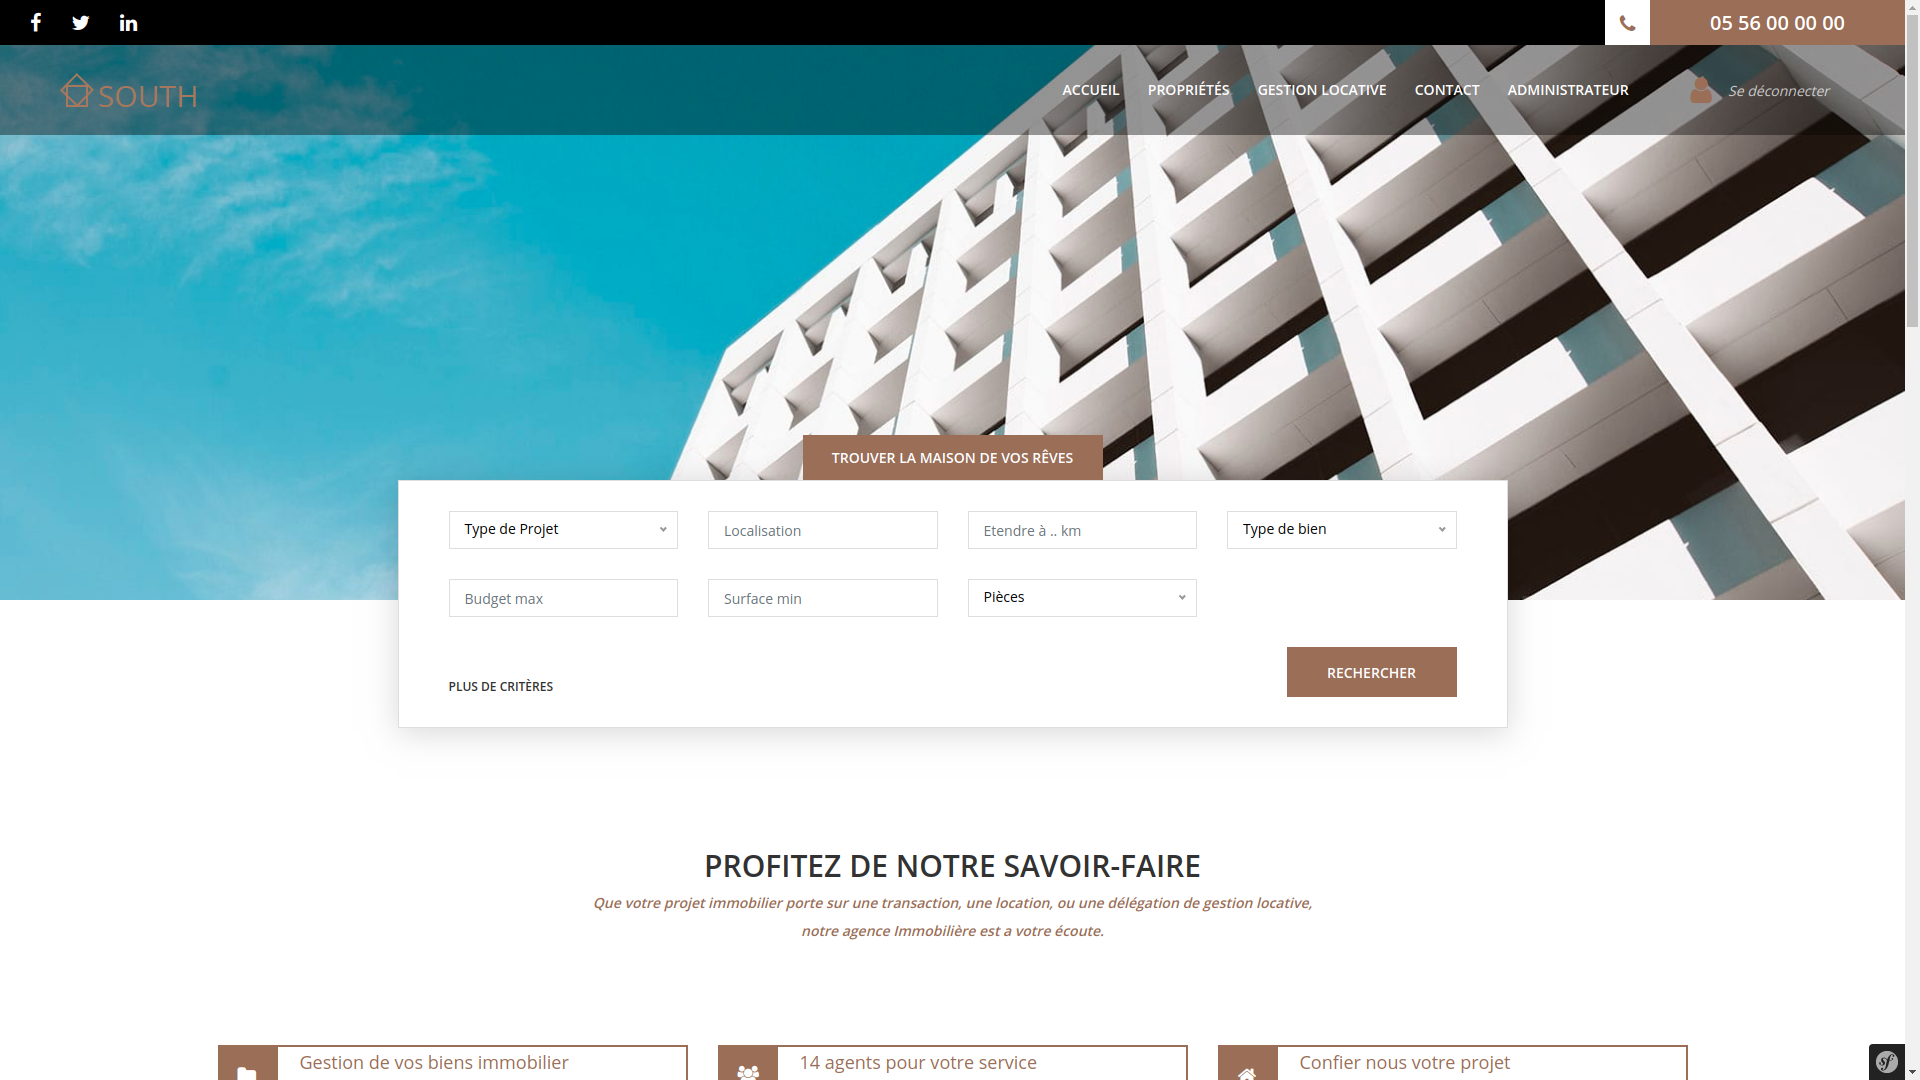 05 56 00 00 00
SOUTH
ACCUEIL PROPRIÉTÉS GESTION LOCATIVE CONTACT ADMINISTRATEUR Se déconnecter
TROUVER LA MAISON DE VOS RÊVES
Type de Projet Localisation Etendre à .. km Type de bien
Budget max Surface min Pièces
RECHERCHER
PLUS DE CRITÈRES
PROFITEZ DE NOTRE SAVOIR-FAIRE
Que votre projet immobilier porte sur une transaction, une location, ou une délégation de gestion locative,
notre agence Immobilière est a votre écoute.
Gestion de vos biens immobilier 14 agents pour votre service Confier nous votre projet